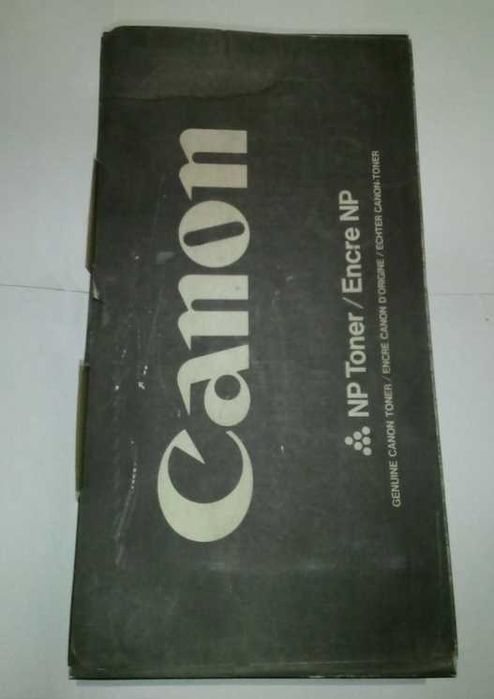 Canon
NP Toner / Encre NP
GENUINE CANON TONER / ENCRE CANON D'ORIGINE / ECHTER CANON-TONER